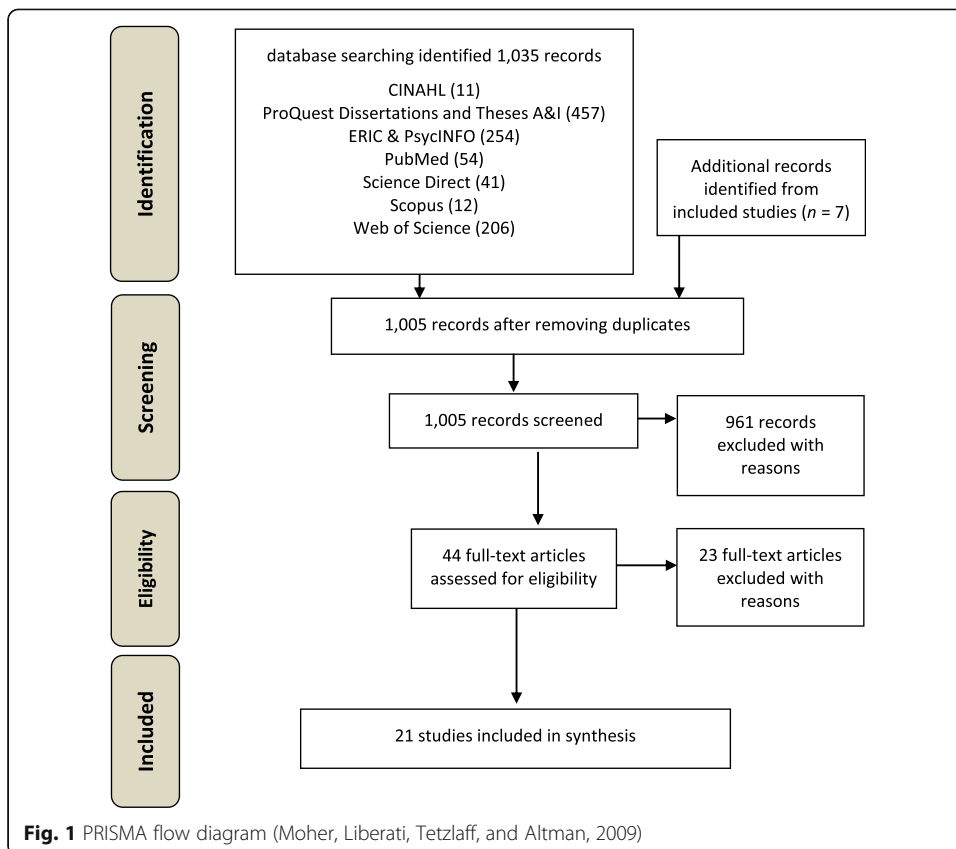 Identification
database searching identified 1,035 records
CINAHL (11)
ProQuest Dissertations and Theses A&I (457)
ERIC & PsycINFO (254)
PubMed (54)
Science Direct (41)
Scopus (12)
Web of Science (206)
Additional records
identified from
included studies (n = 7)
Screening
1,005 records after removing duplicates
1,005 records screened
961 records
excluded with
reasons
Eligibility
44 full-text articles
assessed for eligibility
23 full-text articles
excluded with
reasons
Included
21 studies included in synthesis
Fig. 1 PRISMA flow diagram (Moher, Liberati, Tetzlaff, and Altman, 2009)